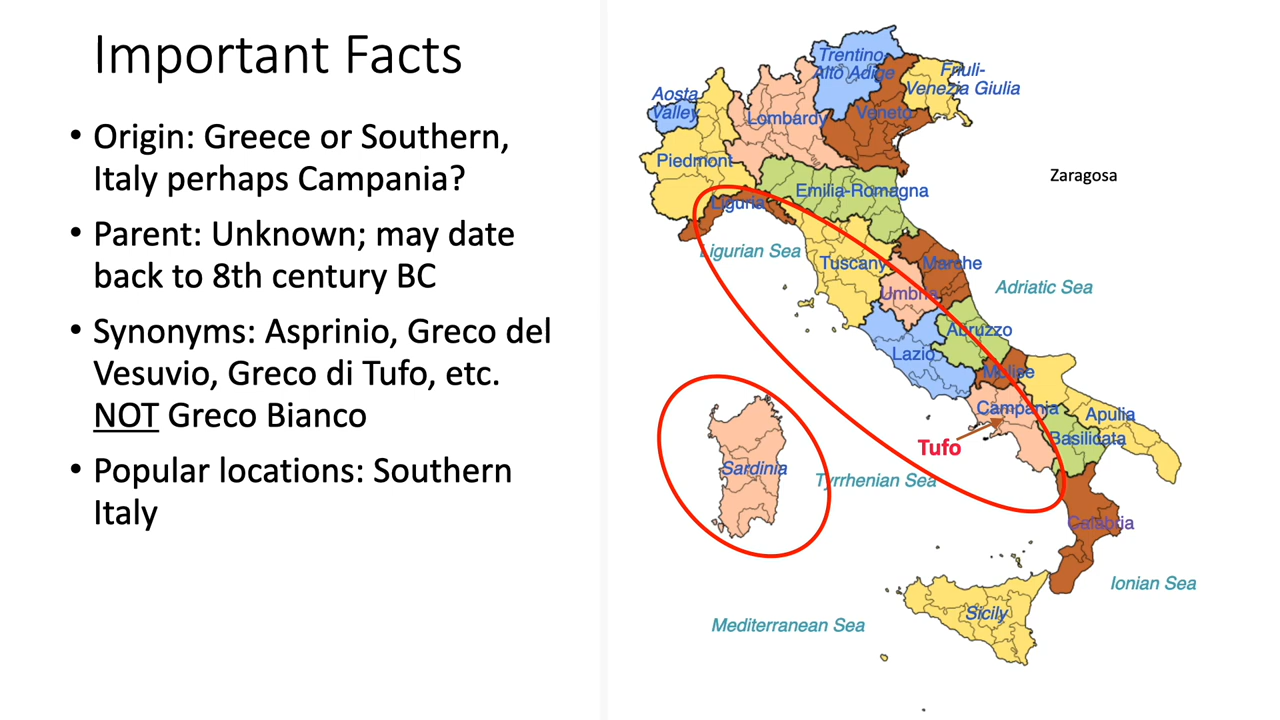 Important Facts
• Origin: Greece or Southern,
Italy perhaps Campania?
• Parent: Unknown; may date
back to 8th century BC
• Synonyms: Asprinio, Greco del
Vesuvio, Greco di Tufo, etc.
NOT Greco Bianco
• Popular locations: Southern
Italy
Trentino-
Alto Adige
Friuli-
Venezia Giulia
Aosta
Valley
Lombardy
Veneto
Piedmont
Zaragosa
Emilia-Romagna
Liguria
Ligurian Sea
Tuscany
Marche
Umbria
Adriatic Sea
Abruzzo
Lazio
Molise
Campania
Apulia
Tufo
Basilicata
Sardinia
Tyrrhenian Sea
Calabria
Ionian Sea
Sicily
Mediterranean Sea